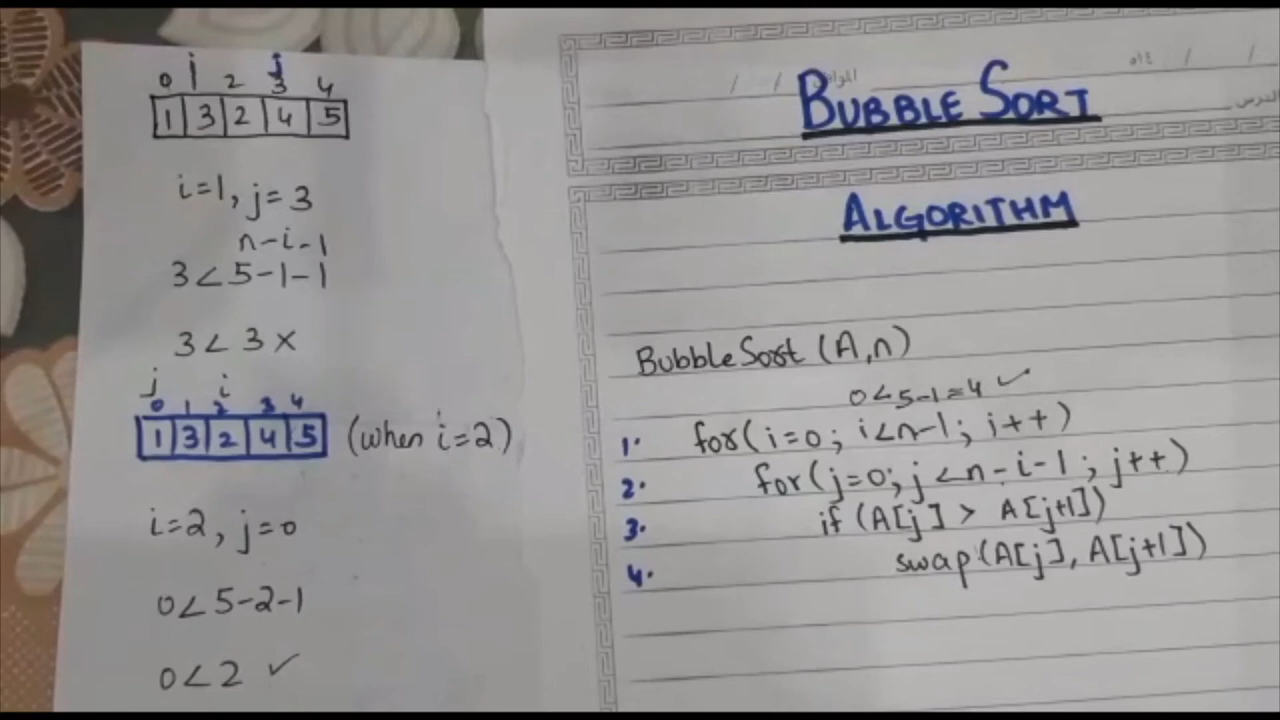 0 i 2 j 3 4
1 3 2 4 5
i=1, j=3
n-i-1
3<5-1-1
3<3 ×
j i
0 1 2 3 4
1 3 2 4 5 (when i=2)
i=2, j=0
0<5-2-1
0<2 ✓
BUBBLE SORT
ALGORITHM
BubbleSort (A,n)
0<5-1=4 ✓
1. for(i=0; i<n-1; i++)
2. for(j=0; j<n-i-1; j++)
3. if (A[j] > A[j+1])
4. swap(A[j], A[j+1])